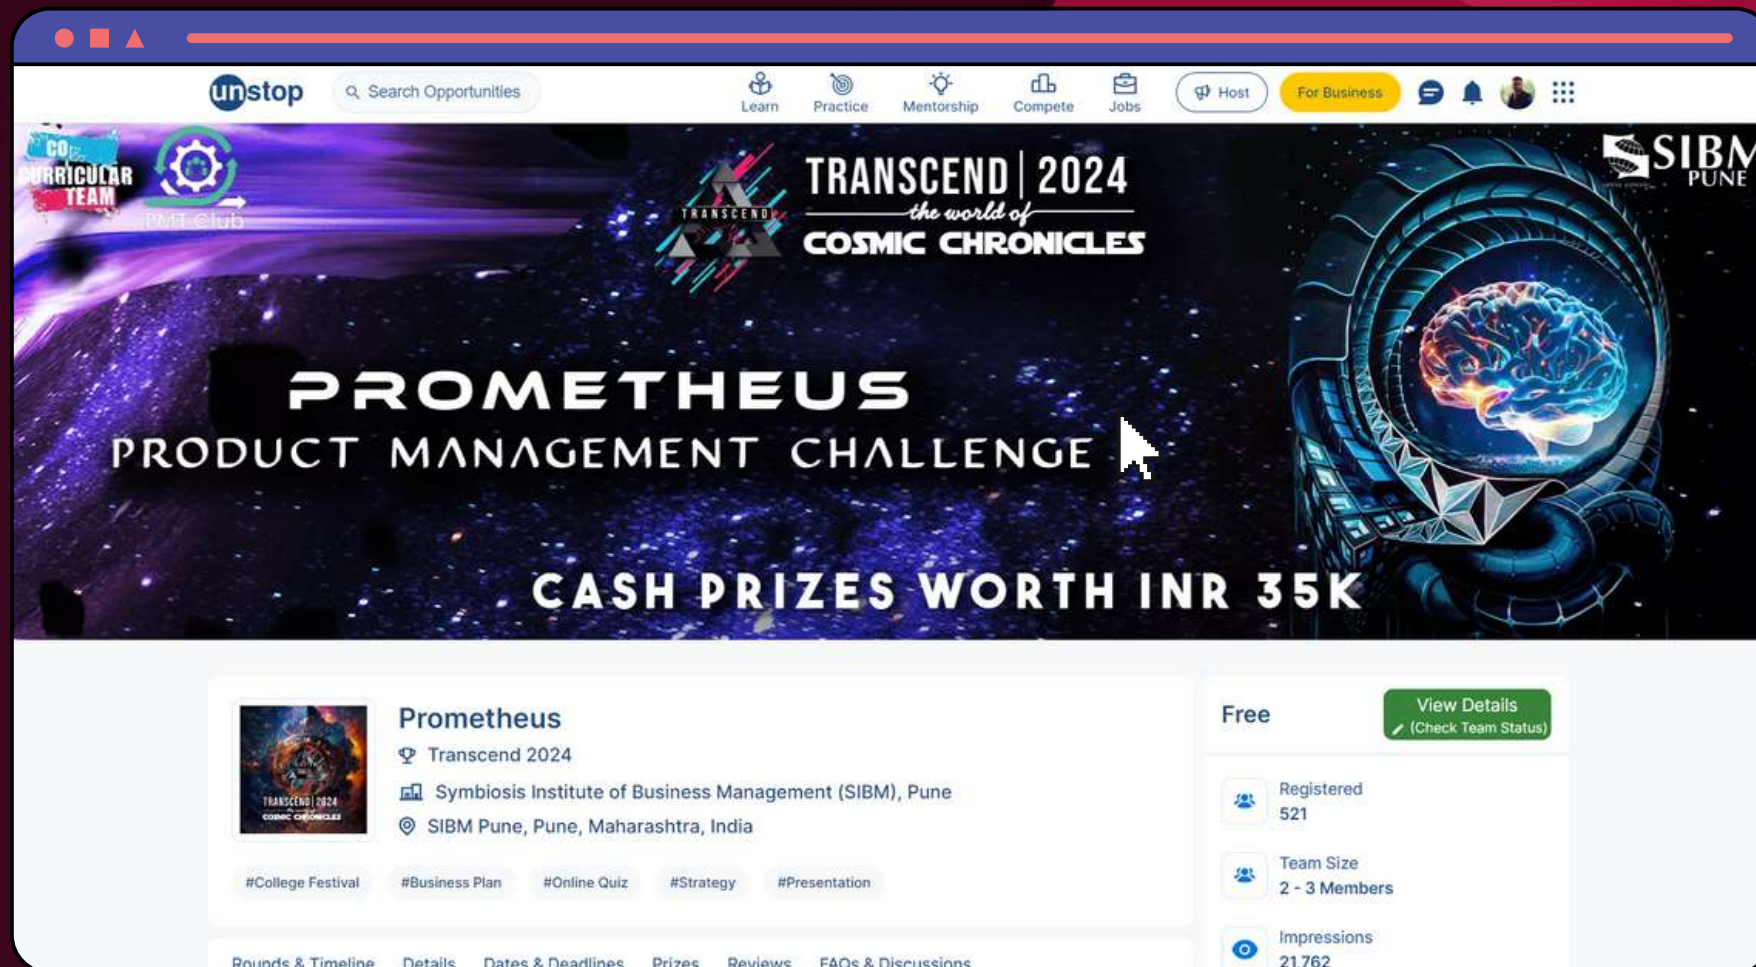 unstop
Search Opportunities
Learn
Practice
Mentorship
Compete
Jobs
Host
For Business
CO
CURRICULAR
TEAM
PMT Club
TRANSCEND
TRANSCEND | 2024
the world of
COSMIC CHRONICLES
SIBM
PUNE
PROMETHEUS
PRODUCT MANAGEMENT CHALLENGE
CASH PRIZES WORTH INR 35K
TRANSCEND | 2024
COSMIC CHRONICLES
Prometheus
Transcend 2024
Symbiosis Institute of Business Management (SIBM), Pune
SIBM Pune, Pune, Maharashtra, India
#College Festival #Business Plan #Online Quiz #Strategy #Presentation
Free
View Details
(Check Team Status)
Registered
521
Team Size
2 - 3 Members
Impressions
21,762
Rounds & Timeline Details Dates & Deadlines Prizes Reviews FAQs & Discussions